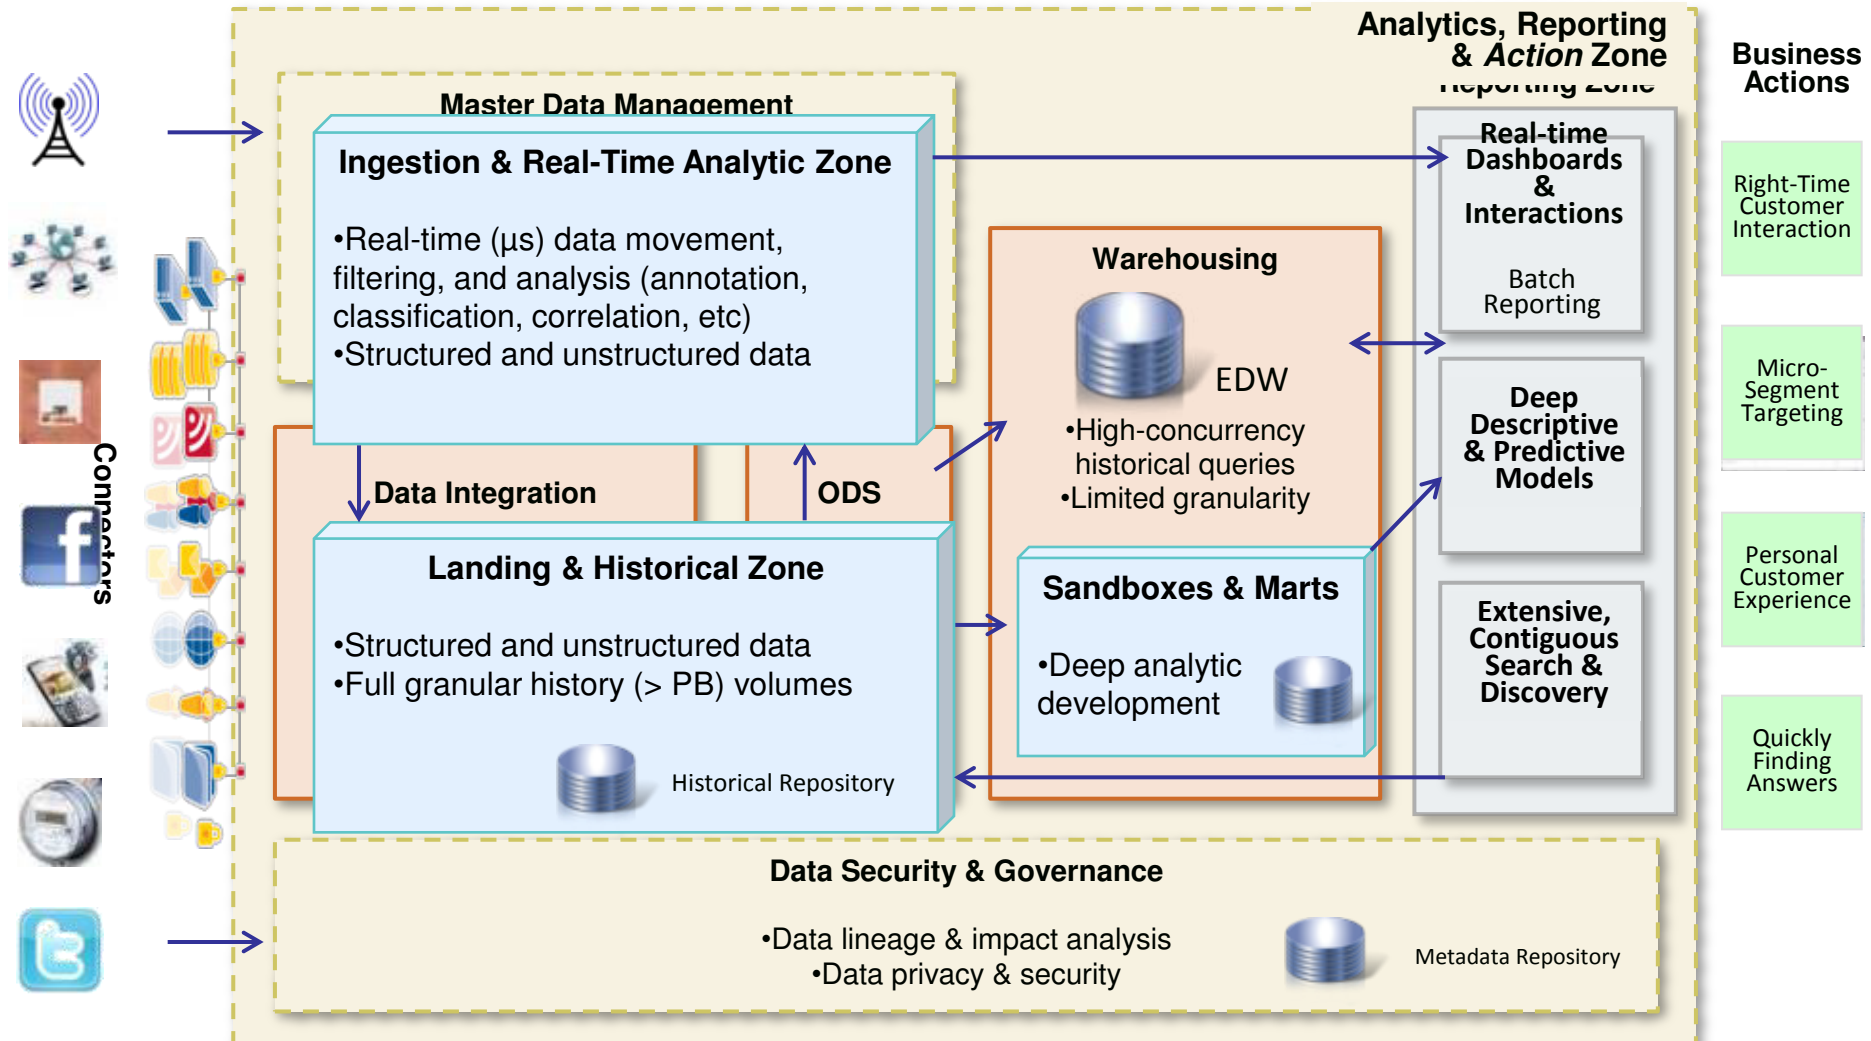 Analytics, Reporting
& Action Zone
Reporting Zone
Business
Actions
Master Data Management
Ingestion & Real-Time Analytic Zone
•Real-time (µs) data movement,
filtering, and analysis (annotation,
classification, correlation, etc)
•Structured and unstructured data
Real-time
Dashboards
&
Interactions
Batch
Reporting
Right-Time
Customer
Interaction
Warehousing
EDW
•High-concurrency
historical queries
•Limited granularity
Deep
Descriptive
& Predictive
Models
Micro-
Segment
Targeting
Connectors
Data Integration
ODS
Landing & Historical Zone
•Structured and unstructured data
•Full granular history (> PB) volumes
Historical Repository
Sandboxes & Marts
•Deep analytic
development
Extensive,
Contiguous
Search &
Discovery
Personal
Customer
Experience
Quickly
Finding
Answers
Data Security & Governance
•Data lineage & impact analysis
•Data privacy & security
Metadata Repository